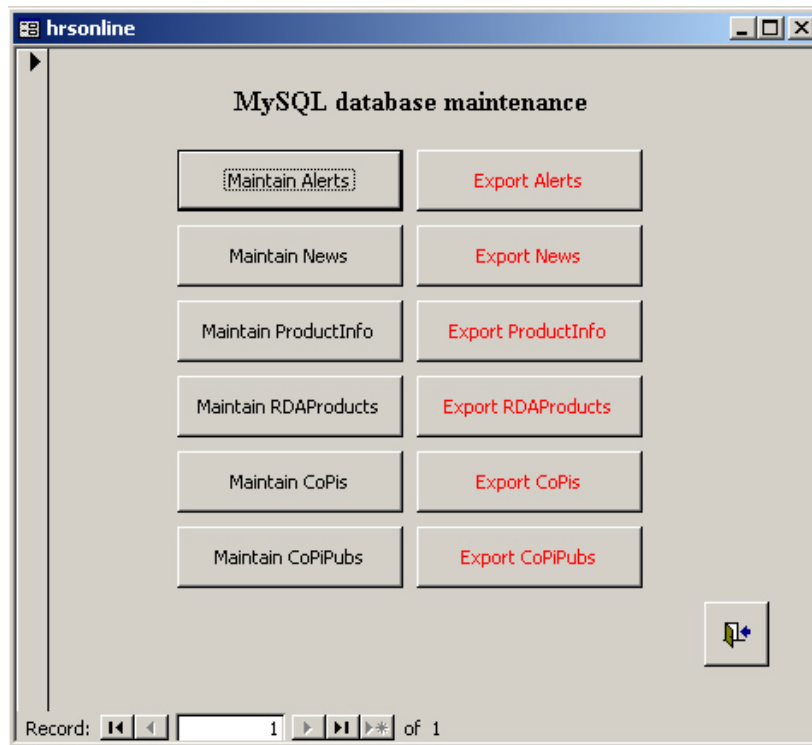 hrsonline
MySQL database maintenance
Maintain Alerts Export Alerts
Maintain News Export News
Maintain ProductInfo Export ProductInfo
Maintain RDAProducts Export RDAProducts
Maintain CoPis Export CoPis
Maintain CoPiPubs Export CoPiPubs
Record: 1 of 1